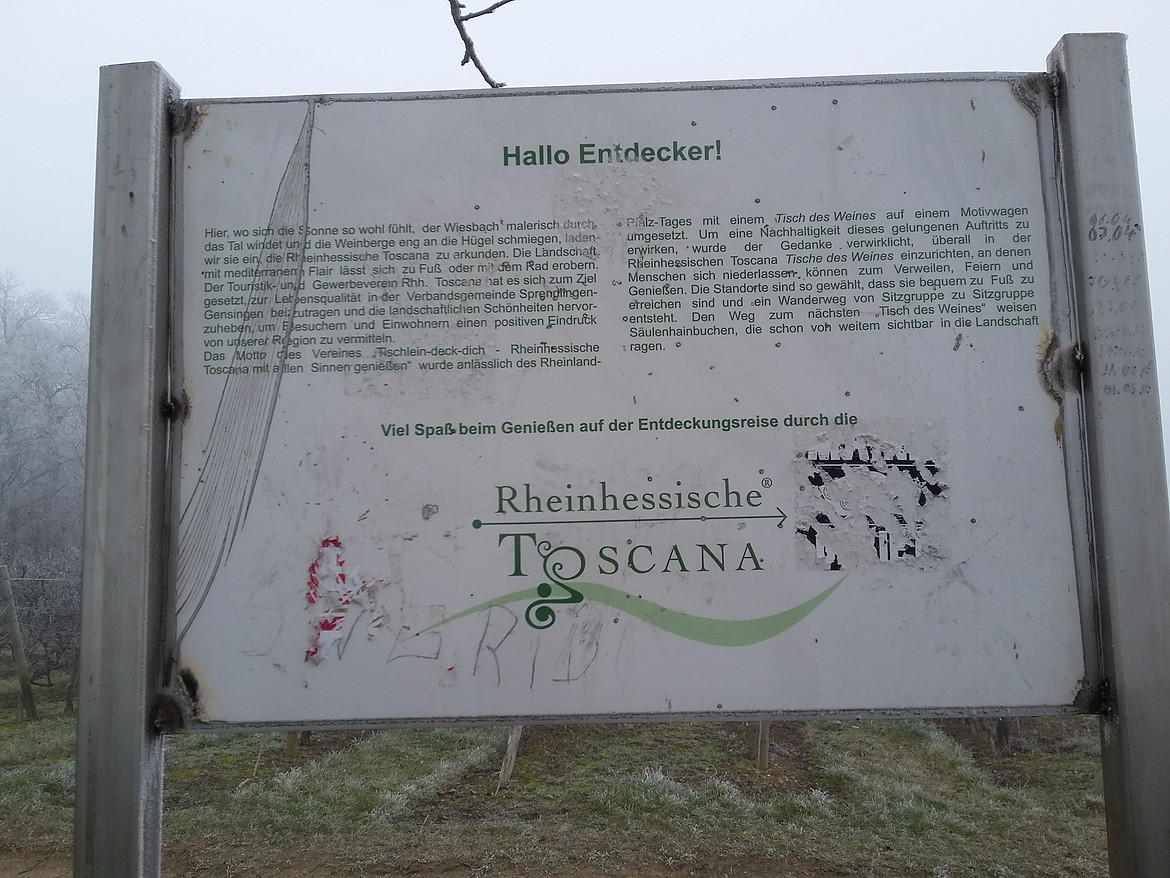 Hallo Entdecker!
Hier, wo sich die Sonne so wohl fühlt, der Wiesbach malerisch durch
das Tal windet und die Weinberge eng an die Hügel schmiegen, laden
wir sie ein, die Rheinhessische Toscana zu erkunden. Die Landschaft
mit mediterranen Flair lässt sich zu Fuß oder mit dem Rad erobern.
Der Touristik- und Gewerbeverein Rhh. Toscana hat es sich zum Ziel
gesetzt, zur Lebensqualität in der Verbandsgemeinde Sprendlingen-
Gensingen beizutragen und die landschaftlichen Schönheiten hervor-
zuheben, um Besuchern und Einwohnern einen positiven Eindruck
von unserer Region zu vermitteln.
Das Motto des Vereines „Tischlein-deck-dich - Rheinhessische
Toscana mit allen Sinnen genießen“ wurde anlässlich des Rheinland-
Pfalz-Tages mit einem Tisch des Weines auf einem Motivwagen
umgesetzt. Um eine Nachhaltigkeit dieses gelungenen Auftritts zu
erwirken, wurde der Gedanke verwirklicht, überall in der
Rheinhessischen Toscana Tische des Weines einzurichten, an denen
Menschen sich niederlassen können zum Verweilen, Feiern und
Genießen. Die Standorte sind so gewählt, dass sie bequem zu Fuß zu
erreichen sind und ein Wanderweg von Sitzgruppe zu Sitzgruppe
entsteht. Den Weg zum nächsten „Tisch des Weines“ weisen
Säulenhainbuchen, die schon von weitem sichtbar in die Landschaft
ragen.
Viel Spaß beim Genießen auf der Entdeckungsreise durch die
Rheinhessische®
TOSCANA